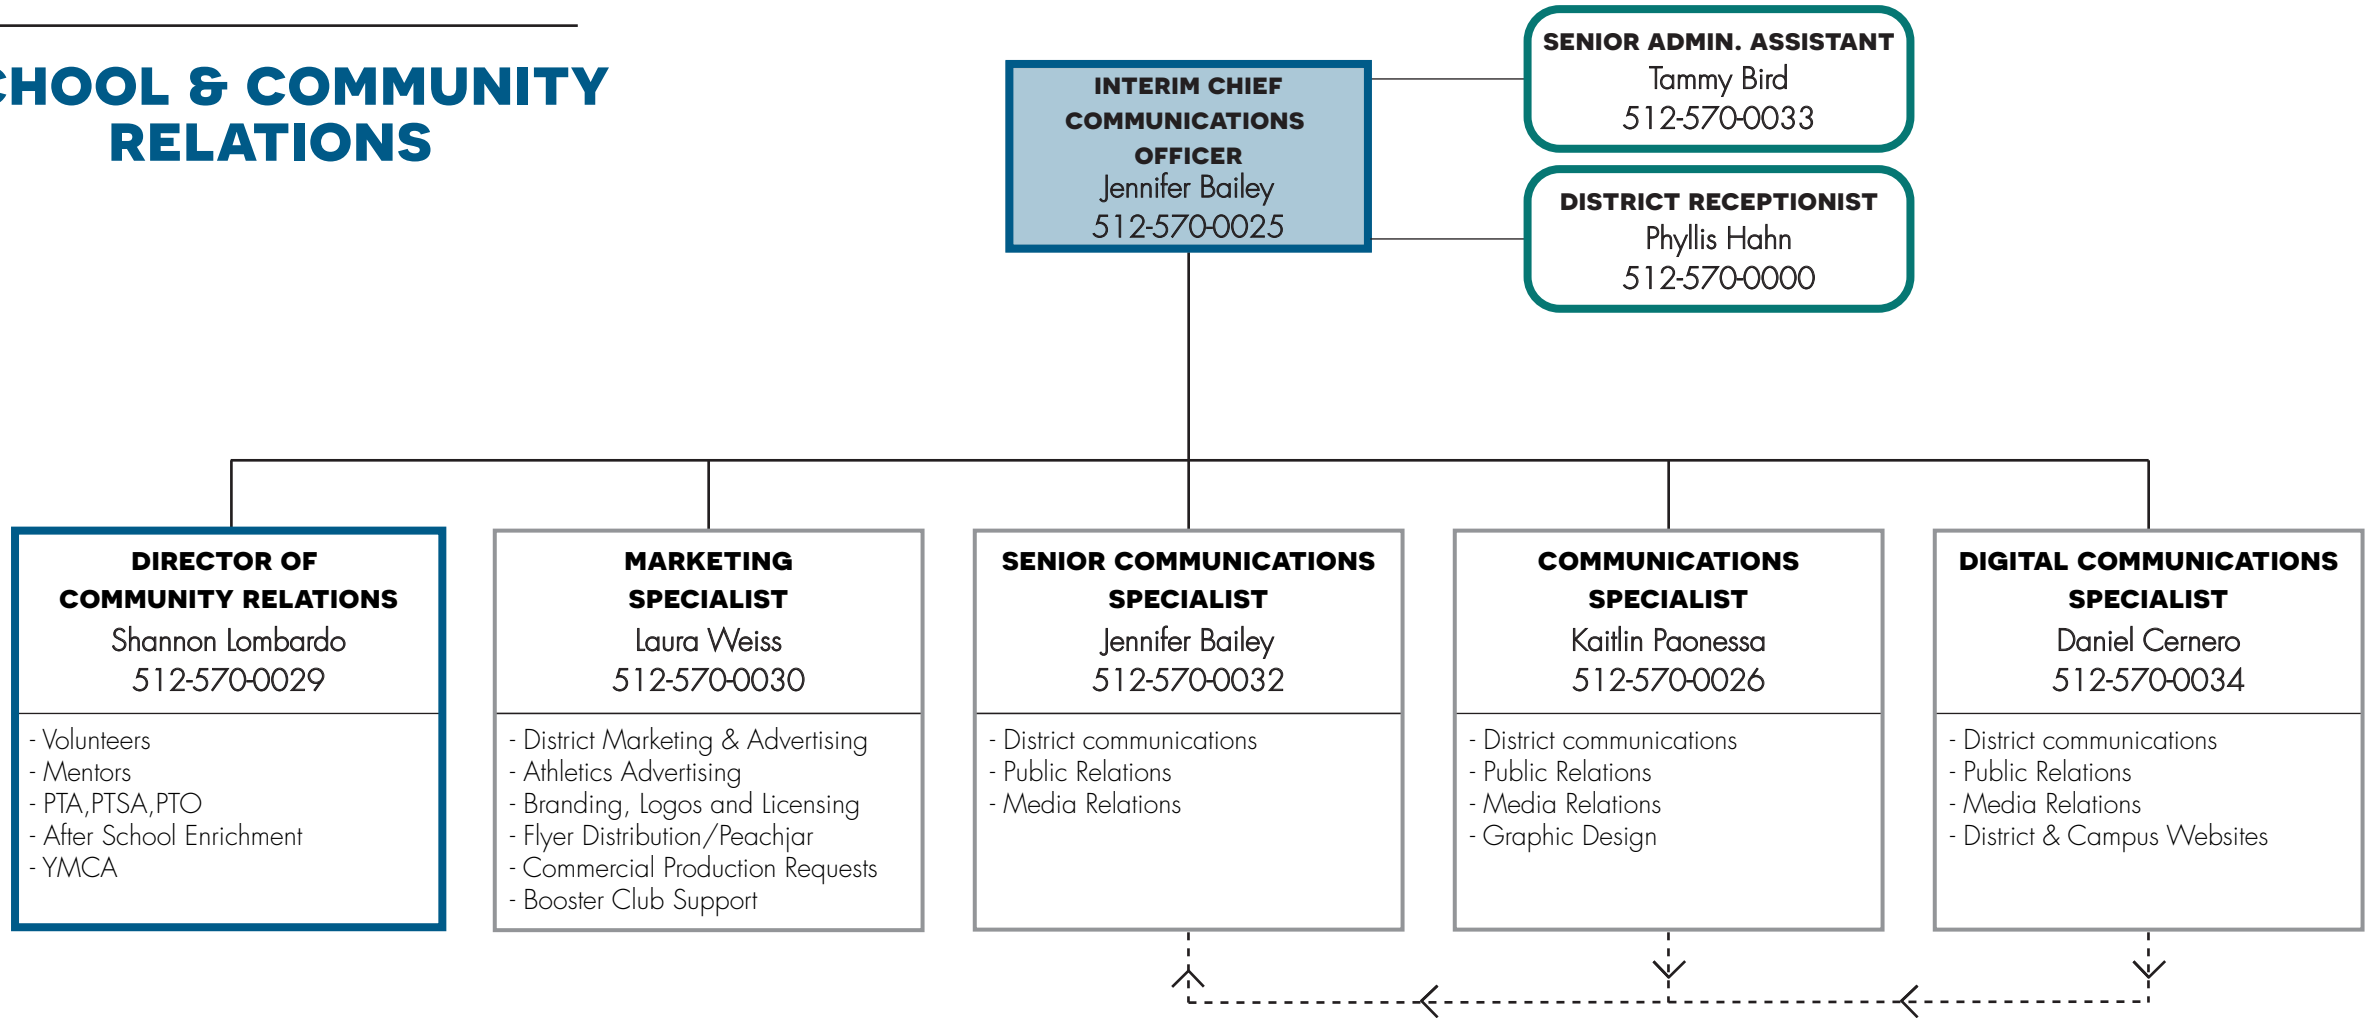 CHOOL & COMMUNITY
RELATIONS
INTERIM CHIEF
COMMUNICATIONS
OFFICER
Jennifer Bailey
512-570-0025
SENIOR ADMIN. ASSISTANT
Tammy Bird
512-570-0033
DISTRICT RECEPTIONIST
Phyllis Hahn
512-570-0000
DIRECTOR OF
COMMUNITY RELATIONS
Shannon Lombardo
512-570-0029
- Volunteers
- Mentors
- PTA,PTSA,PTO
- After School Enrichment
- YMCA
MARKETING
SPECIALIST
Laura Weiss
512-570-0030
- District Marketing & Advertising
- Athletics Advertising
- Branding, Logos and Licensing
- Flyer Distribution/Peachjar
- Commercial Production Requests
- Booster Club Support
SENIOR COMMUNICATIONS
SPECIALIST
Jennifer Bailey
512-570-0032
- District communications
- Public Relations
- Media Relations
COMMUNICATIONS
SPECIALIST
Kaitlin Paonessa
512-570-0026
- District communications
- Public Relations
- Media Relations
- Graphic Design
DIGITAL COMMUNICATIONS
SPECIALIST
Daniel Cernero
512-570-0034
- District communications
- Public Relations
- Media Relations
- District & Campus Websites